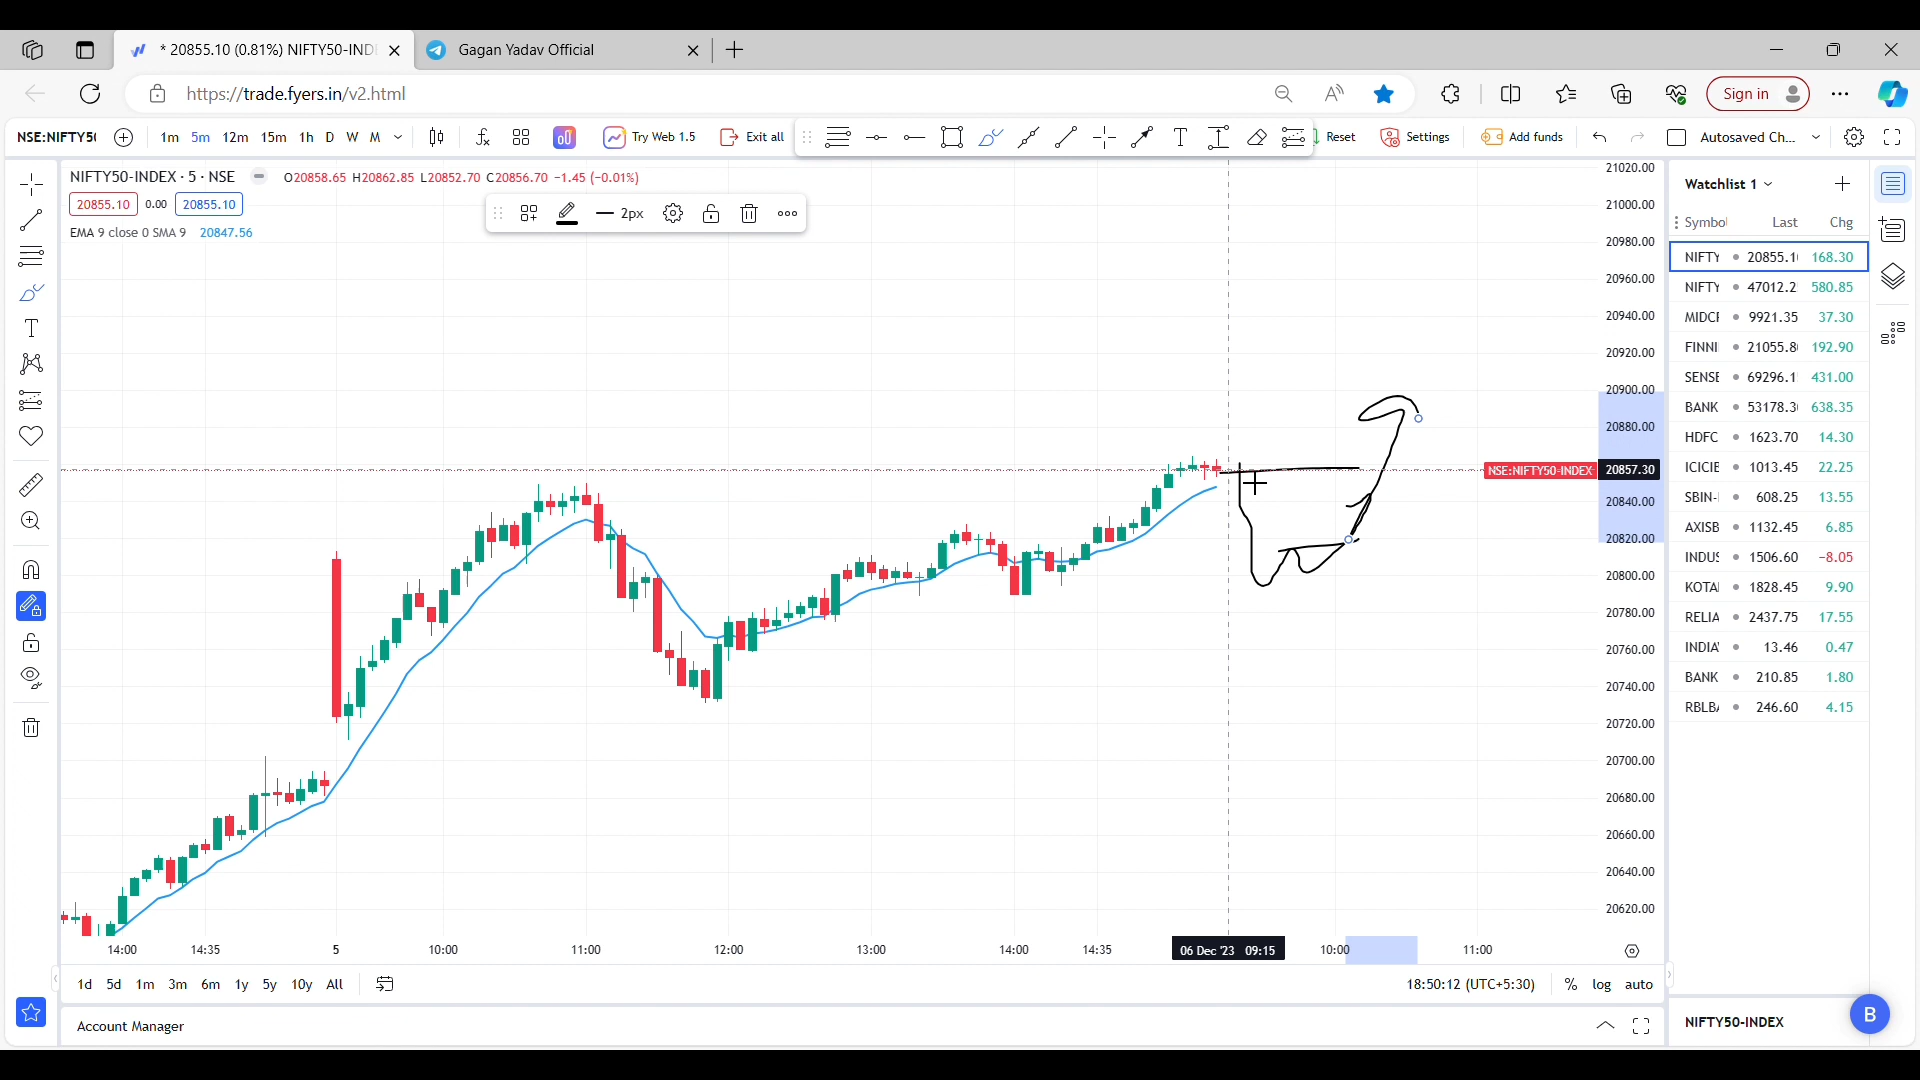 * 20855.10 (0.81%) NIFTY50-IND
Gagan Yadav Official
https://trade.fyers.in/v2.html
Sign in
NSE:NIFTY50
1m 5m 12m 15m 1h D W M
Try Web 1.5
Exit all
Reset
Settings
Add funds
Autosaved Ch...
NIFTY50-INDEX · 5 · NSE
O20858.65 H20862.85 L20852.70 C20856.70 −1.45 (−0.01%)
20855.10 0.00 20855.10
2px
EMA 9 close 0 SMA 9 20847.56
21020.00
21000.00
20980.00
20960.00
20940.00
20920.00
20900.00
20880.00
NSE:NIFTY50-INDEX 20857.30
20840.00
20820.00
20800.00
20780.00
20760.00
20740.00
20720.00
20700.00
20680.00
20660.00
20640.00
20620.00
14:00 14:35 5 10:00 11:00 12:00 13:00 14:00 14:35 06 Dec '23 09:15 10:00 11:00
1d 5d 1m 3m 6m 1y 5y 10y All
18:50:12 (UTC+5:30) % log auto
Account Manager
Watchlist 1
Symbol Last Chg
NIFTY 20855.10 168.30
NIFTY 47012.2 580.85
MIDCF 9921.35 37.30
FINNI 21055.8 192.90
SENSE 69296.1 431.00
BANK 53178.3 638.35
HDFC 1623.70 14.30
ICICIB 1013.45 22.25
SBIN- 608.25 13.55
AXISB 1132.45 6.85
INDUS 1506.60 −8.05
KOTA 1828.45 9.90
RELIA 2437.75 17.55
INDIA 13.46 0.47
BANK 210.85 1.80
RBLBA 246.60 4.15
NIFTY50-INDEX
B